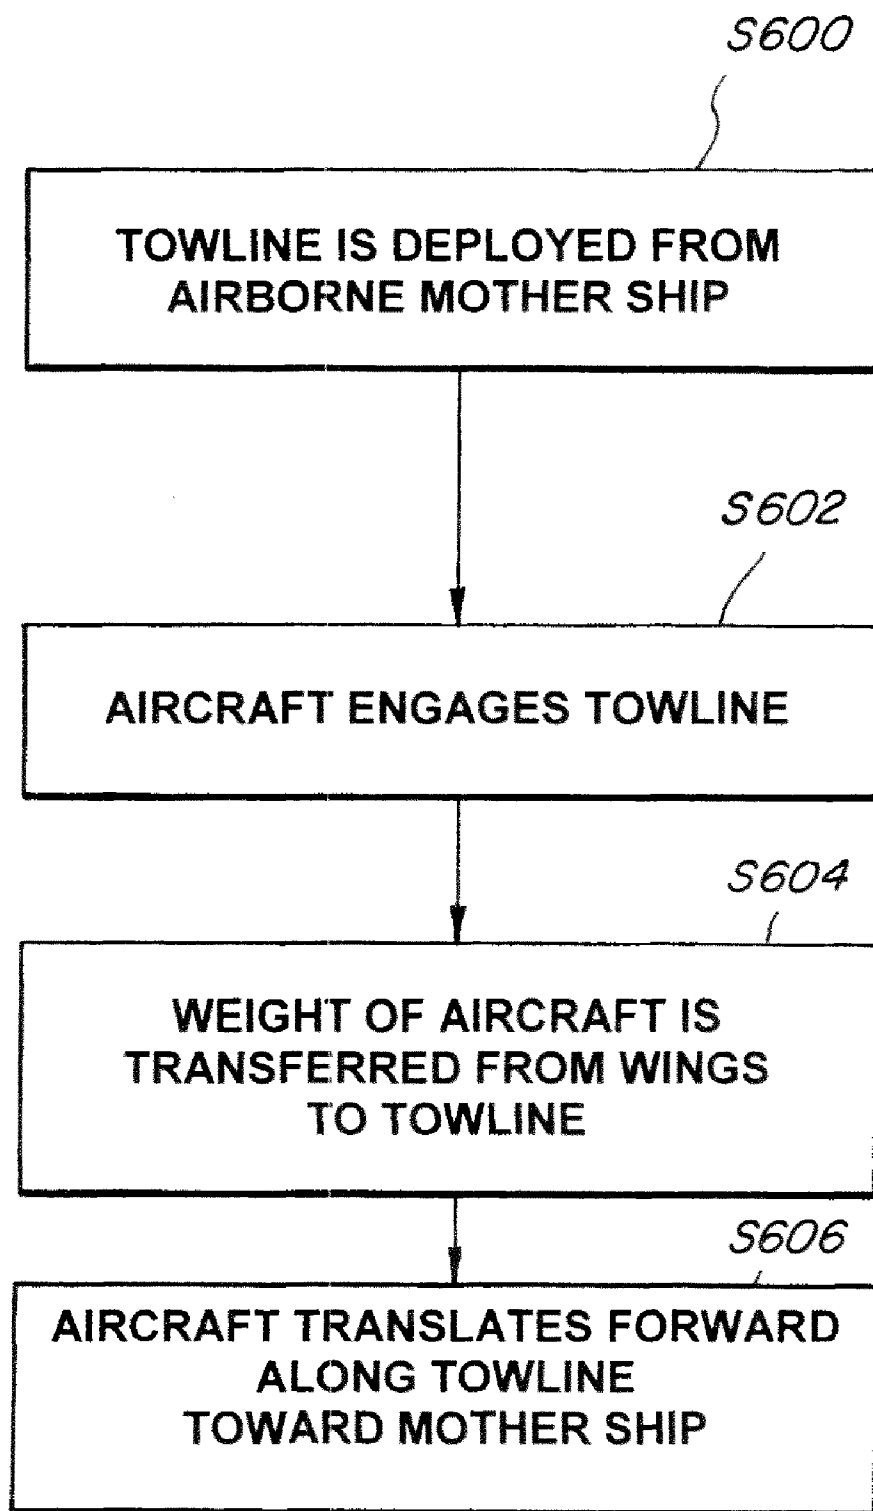 S600
TOWLINE IS DEPLOYED FROM
AIRBORNE MOTHER SHIP
S602
AIRCRAFT ENGAGES TOWLINE
S604
WEIGHT OF AIRCRAFT IS
TRANSFERRED FROM WINGS
TO TOWLINE
S606
AIRCRAFT TRANSLATES FORWARD
ALONG TOWLINE
TOWARD MOTHER SHIP